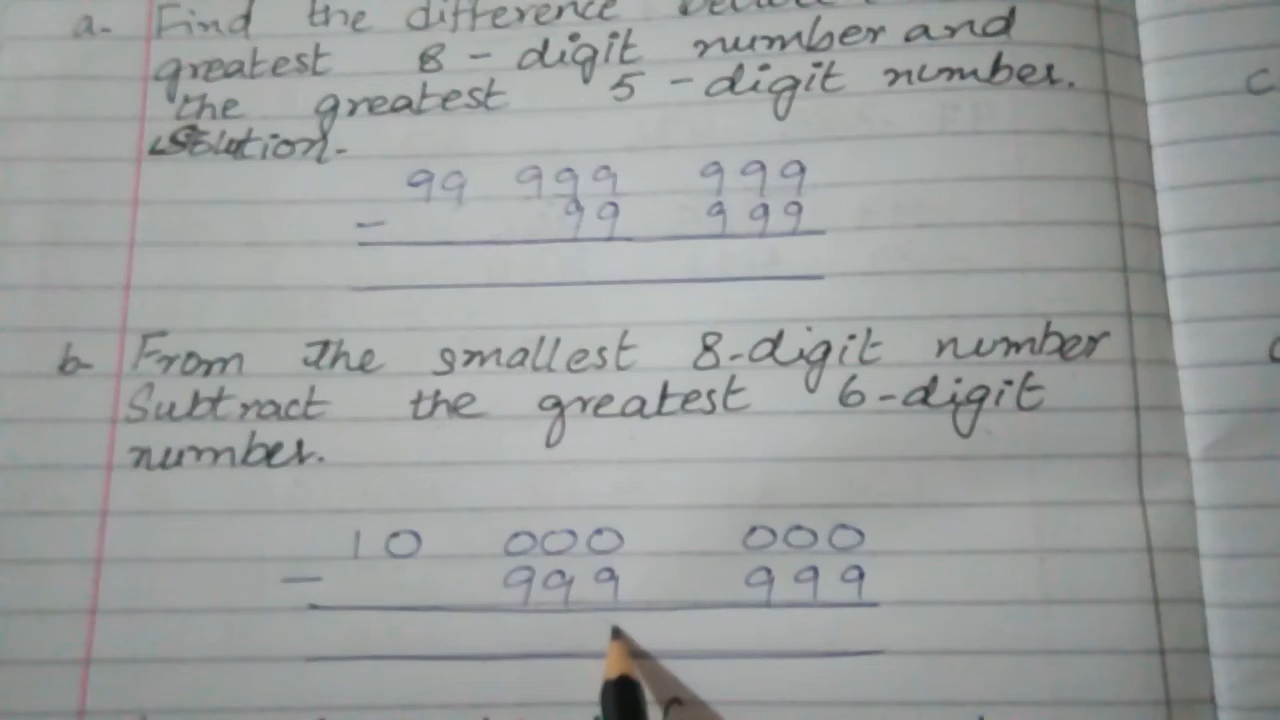 a. Find the difference
greatest 8 - digit number and
the greatest 5 - digit number.
Solution.
99 999 999
- 99 999
b. From the smallest 8-digit number
Subtract the greatest 6-digit
number.
10 000 000
- 999 999